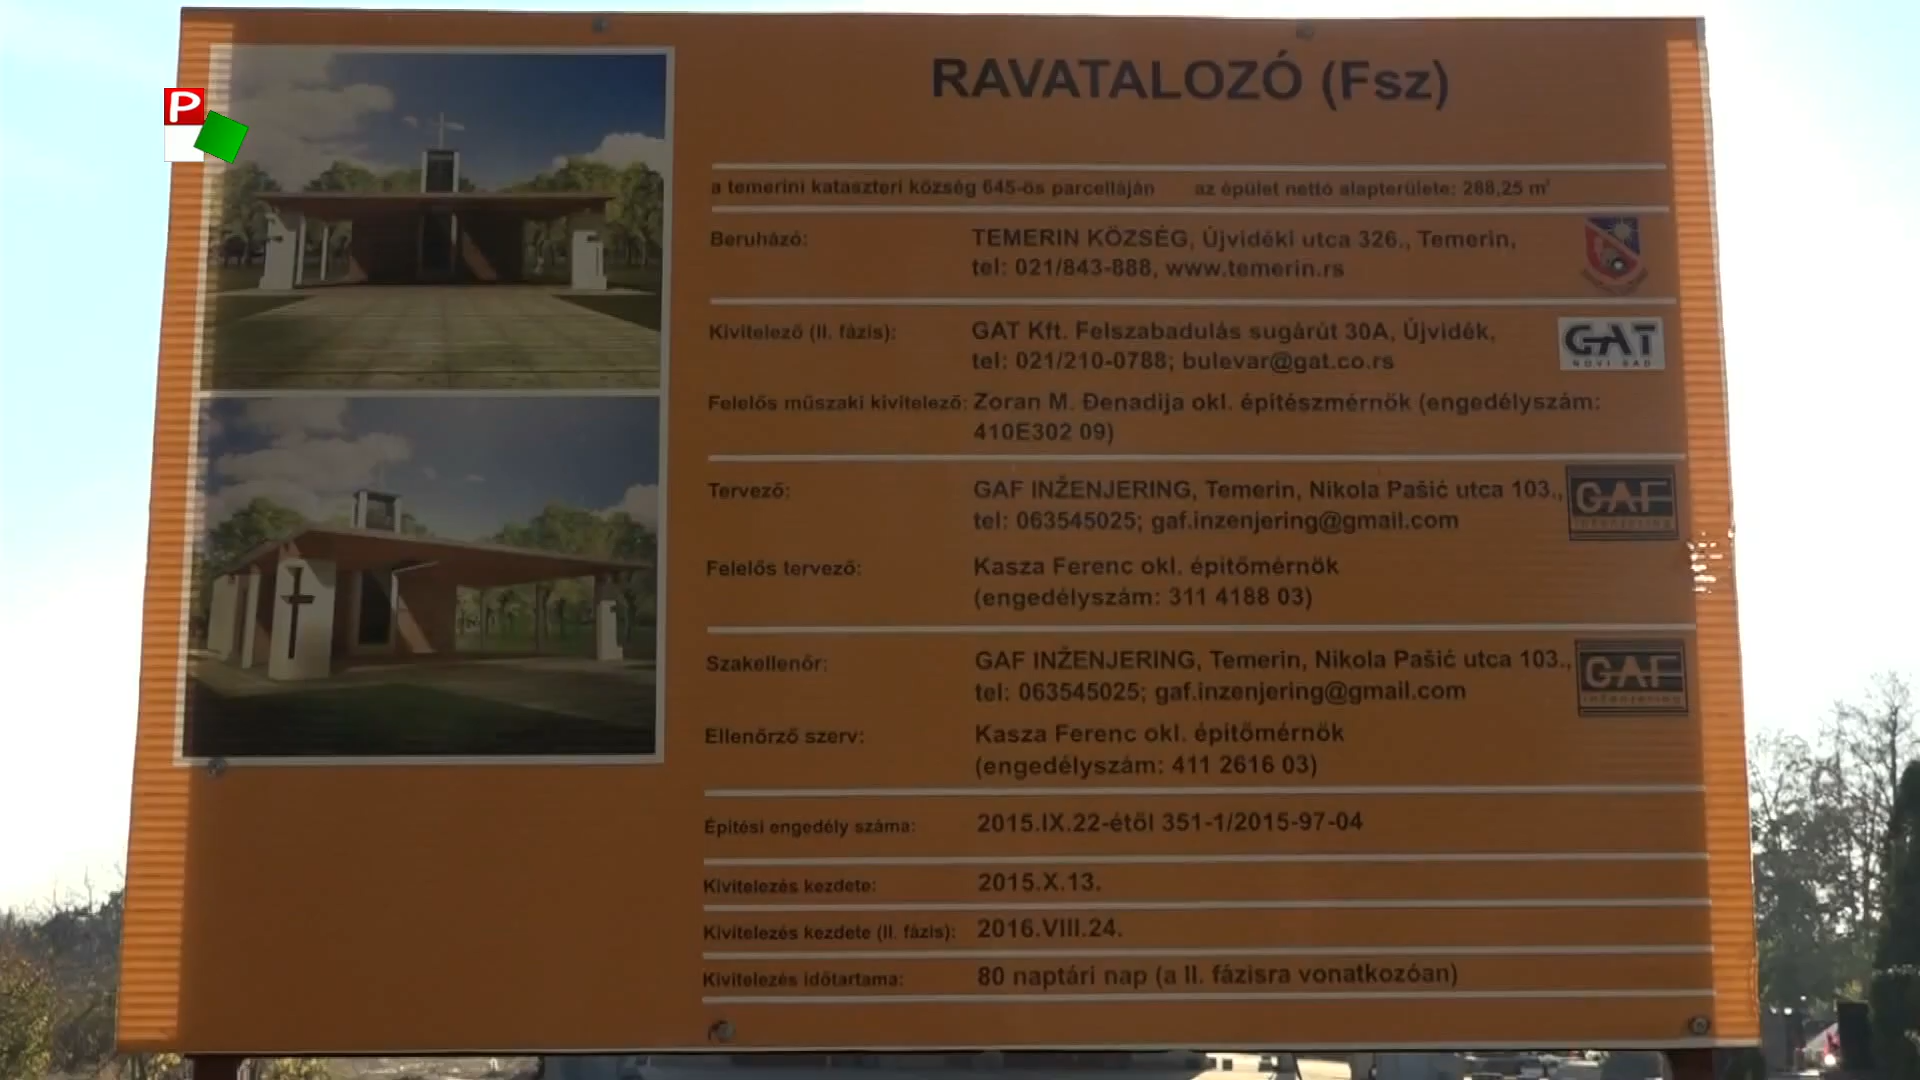 P
RAVATALOZÓ (Fsz)
a temerini kataszteri község 645-ös parcelláján az épület nettó alapterülete: 288,25 m²
Beruházó: TEMERIN KÖZSÉG, Újvidéki utca 326., Temerin,
tel: 021/843-888, www.temerin.rs
Kivitelező (II. fázis): GAT Kft. Felszabadulás sugárút 30A, Újvidék,
tel: 021/210-0788; bulevar@gat.co.rs
GAT
NOVI SAD
Felelős műszaki kivitelező: Zoran M. Đenadija okl. építészmérnök (engedélyszám:
410E302 09)
Tervező: GAF INŽENJERING, Temerin, Nikola Pašić utca 103.,
tel: 063545025; gaf.inzenjering@gmail.com
GAF
inženjering
Felelős tervező: Kasza Ferenc okl. építőmérnök
(engedélyszám: 311 4188 03)
Szakellenőr: GAF INŽENJERING, Temerin, Nikola Pašić utca 103.,
tel: 063545025; gaf.inzenjering@gmail.com
GAF
inženjering
Ellenőrző szerv: Kasza Ferenc okl. építőmérnök
(engedélyszám: 411 2616 03)
Építési engedély száma: 2015.IX.22-étől 351-1/2015-97-04
Kivitelezés kezdete: 2015.X.13.
Kivitelezés kezdete (II. fázis): 2016.VIII.24.
Kivitelezés időtartama: 80 naptári nap (a II. fázisra vonatkozóan)